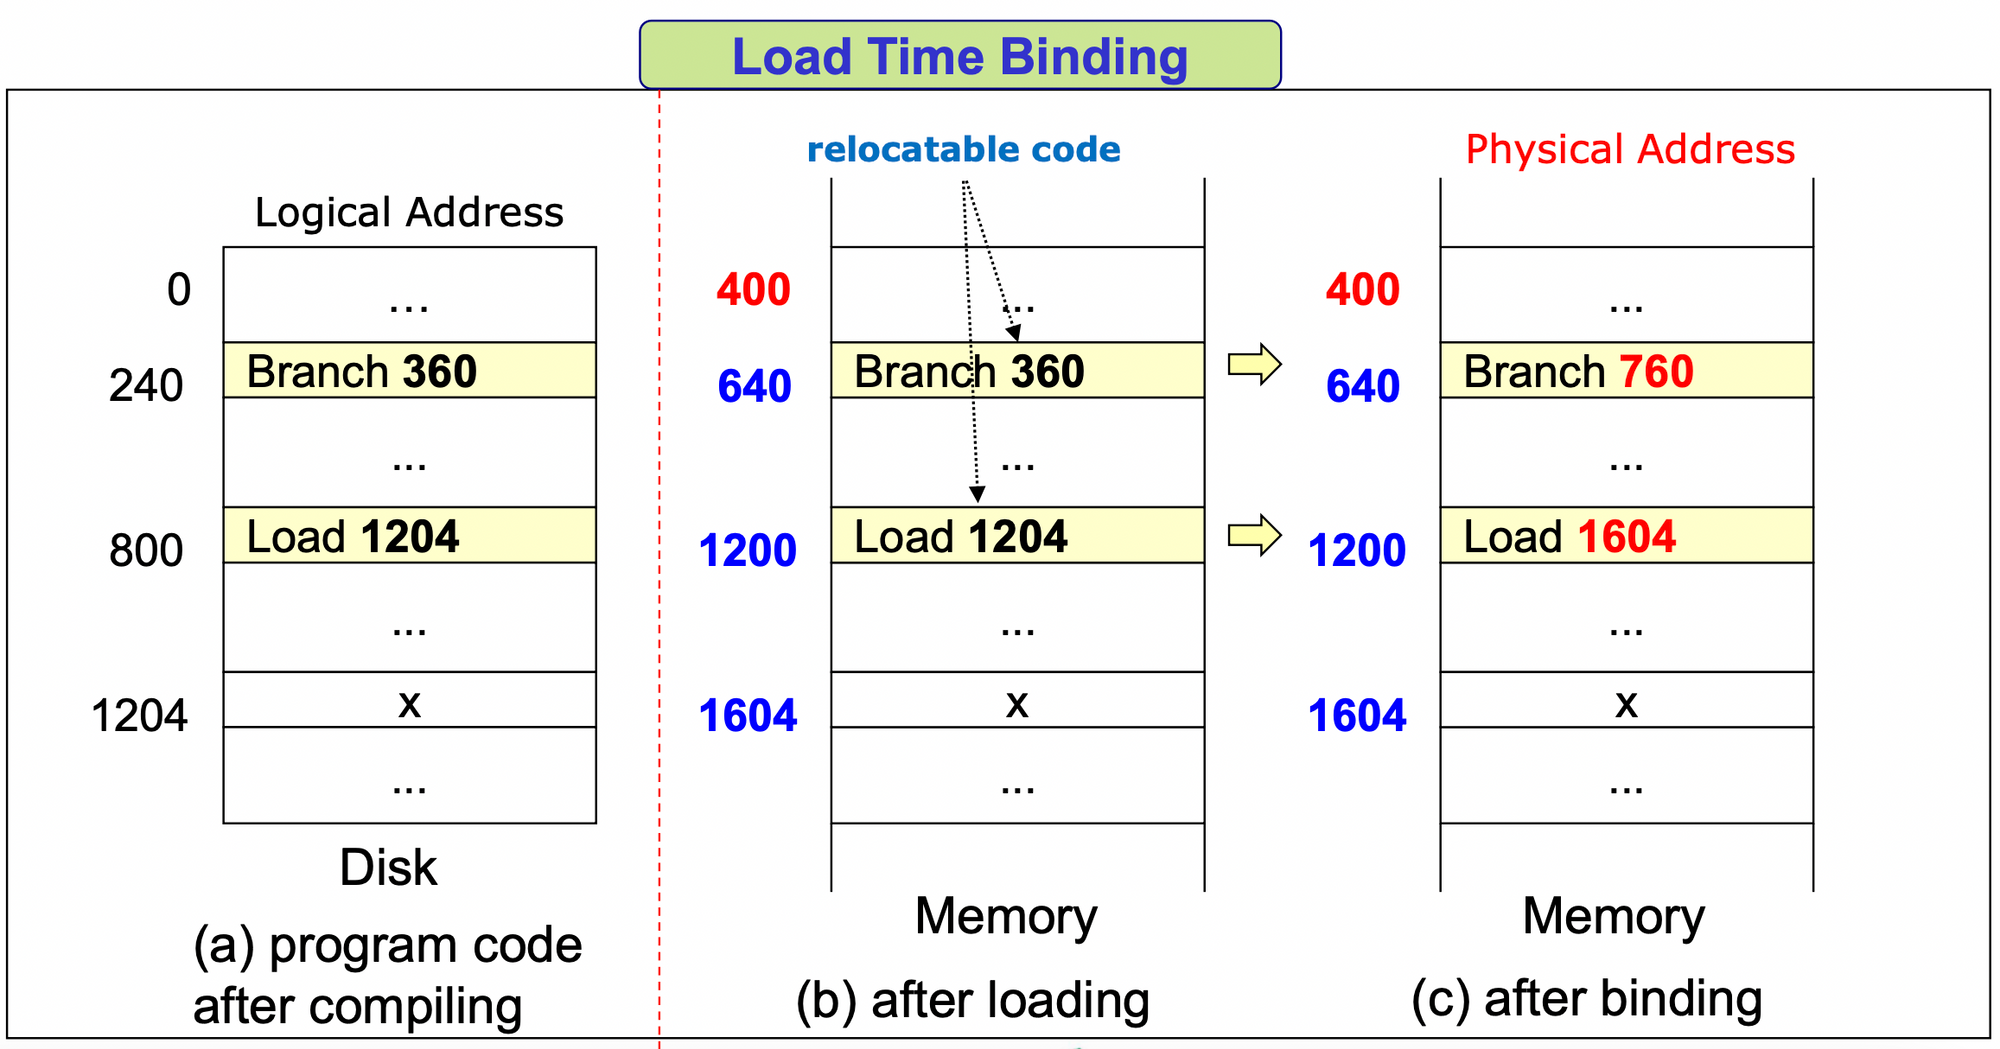 Load Time Binding
Logical Address
0
...
240
Branch 360
...
800
Load 1204
...
1204
x
...
Disk
(a) program code
after compiling
relocatable code
400
...
640
Branch 360
...
1200
Load 1204
...
1604
x
...
Memory
(b) after loading
Physical Address
400
...
640
Branch 760
...
1200
Load 1604
...
1604
x
...
Memory
(c) after binding